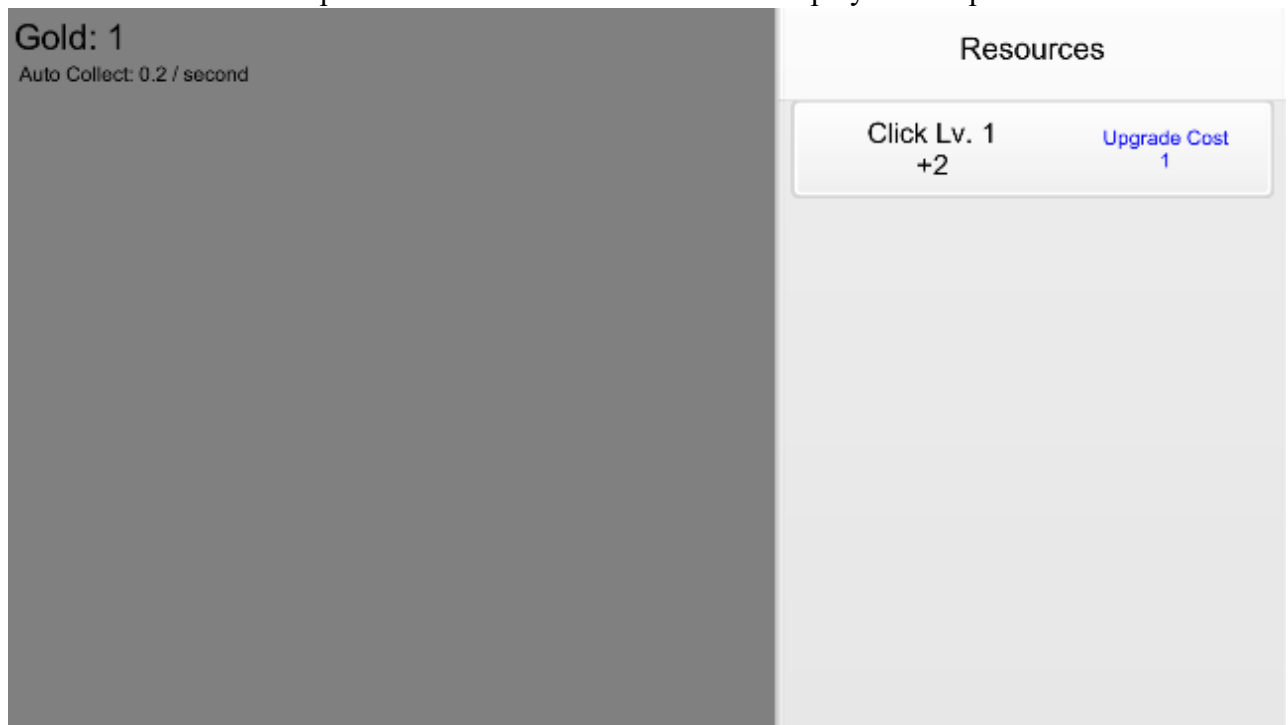 Gold: 1
Auto Collect: 0.2 / second
Resources
Click Lv. 1
+2
Upgrade Cost
1